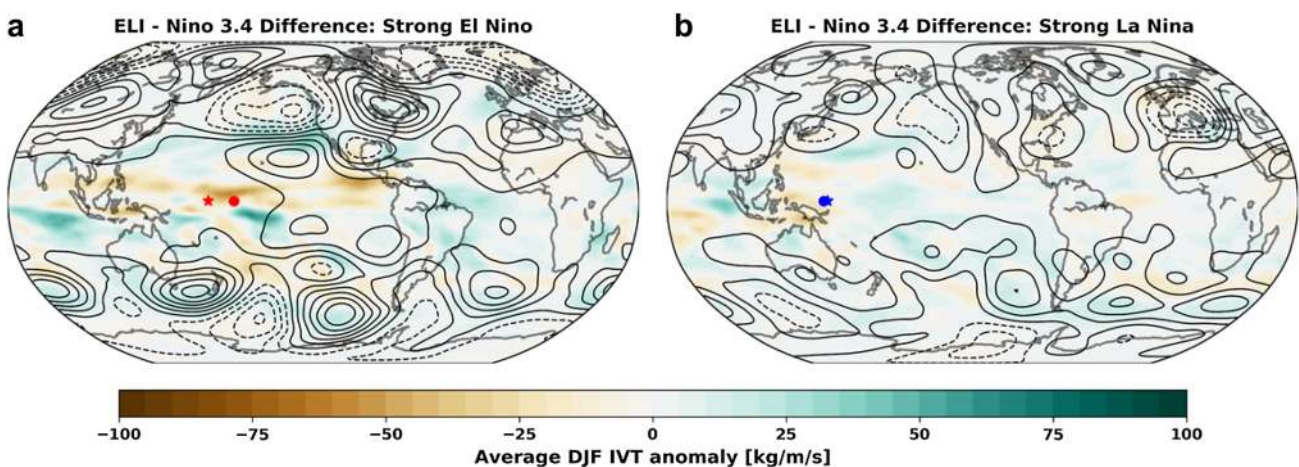 a
ELI - Nino 3.4 Difference: Strong El Nino
b
ELI - Nino 3.4 Difference: Strong La Nina
−100 −75 −50 −25 0 25 50 75 100
Average DJF IVT anomaly [kg/m/s]